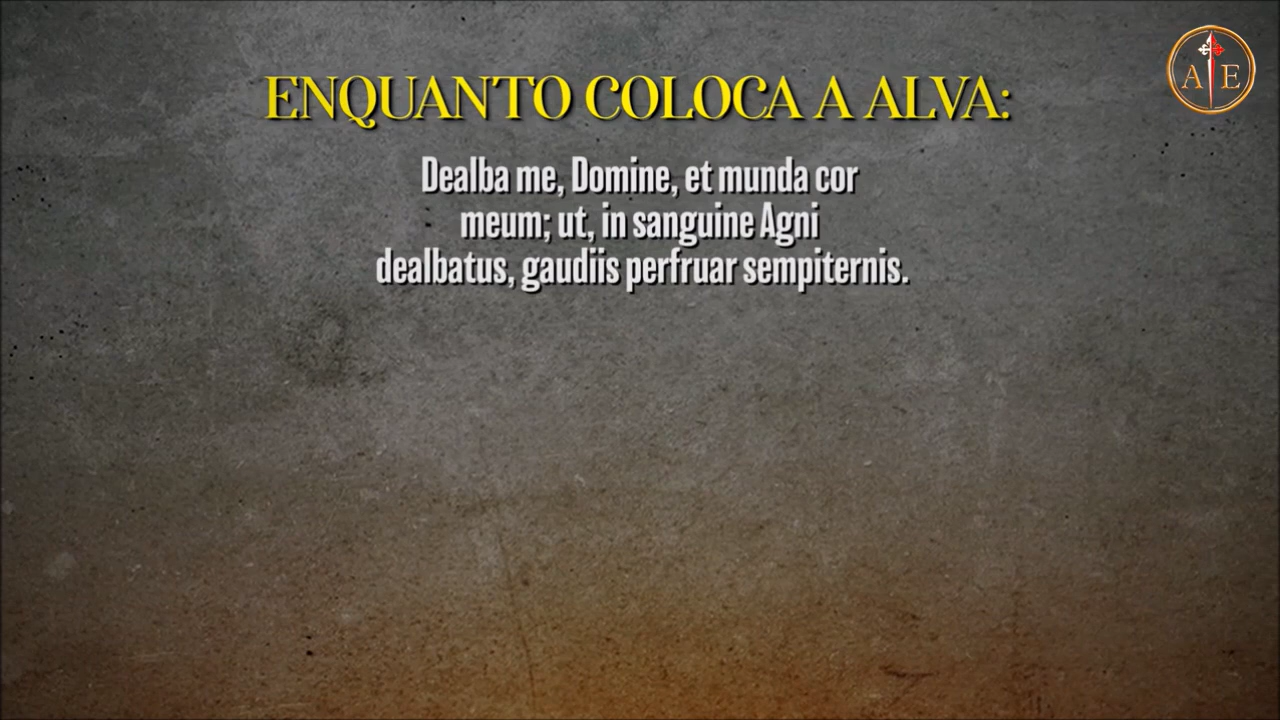 ENQUANTO COLOCA A ALVA:
Dealba me, Domine, et munda cor
meum; ut, in sanguine Agni
dealbatus, gaudiis perfruar sempiternis.
A E